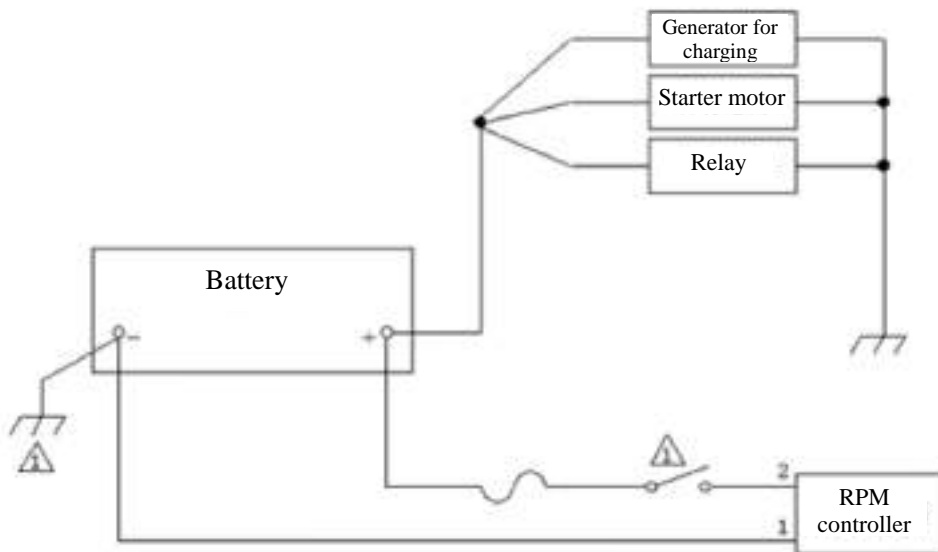 Generator for
charging
Starter motor
Relay
Battery
-
+
1
1
2
1
RPM
controller